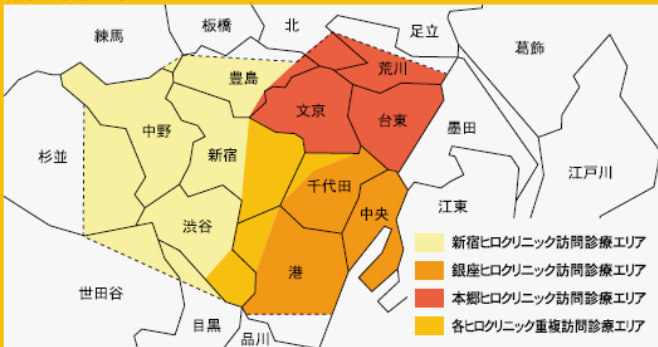 練馬
板橋
北
足立
葛飾
豊島
荒川
文京
台東
墨田
中野
杉並
新宿
江戸川
千代田
中央
江東
渋谷
港
世田谷
目黒
品川
新宿ヒロクリニック訪問診療エリア
銀座ヒロクリニック訪問診療エリア
本郷ヒロクリニック訪問診療エリア
各ヒロクリニック重複訪問診療エリア